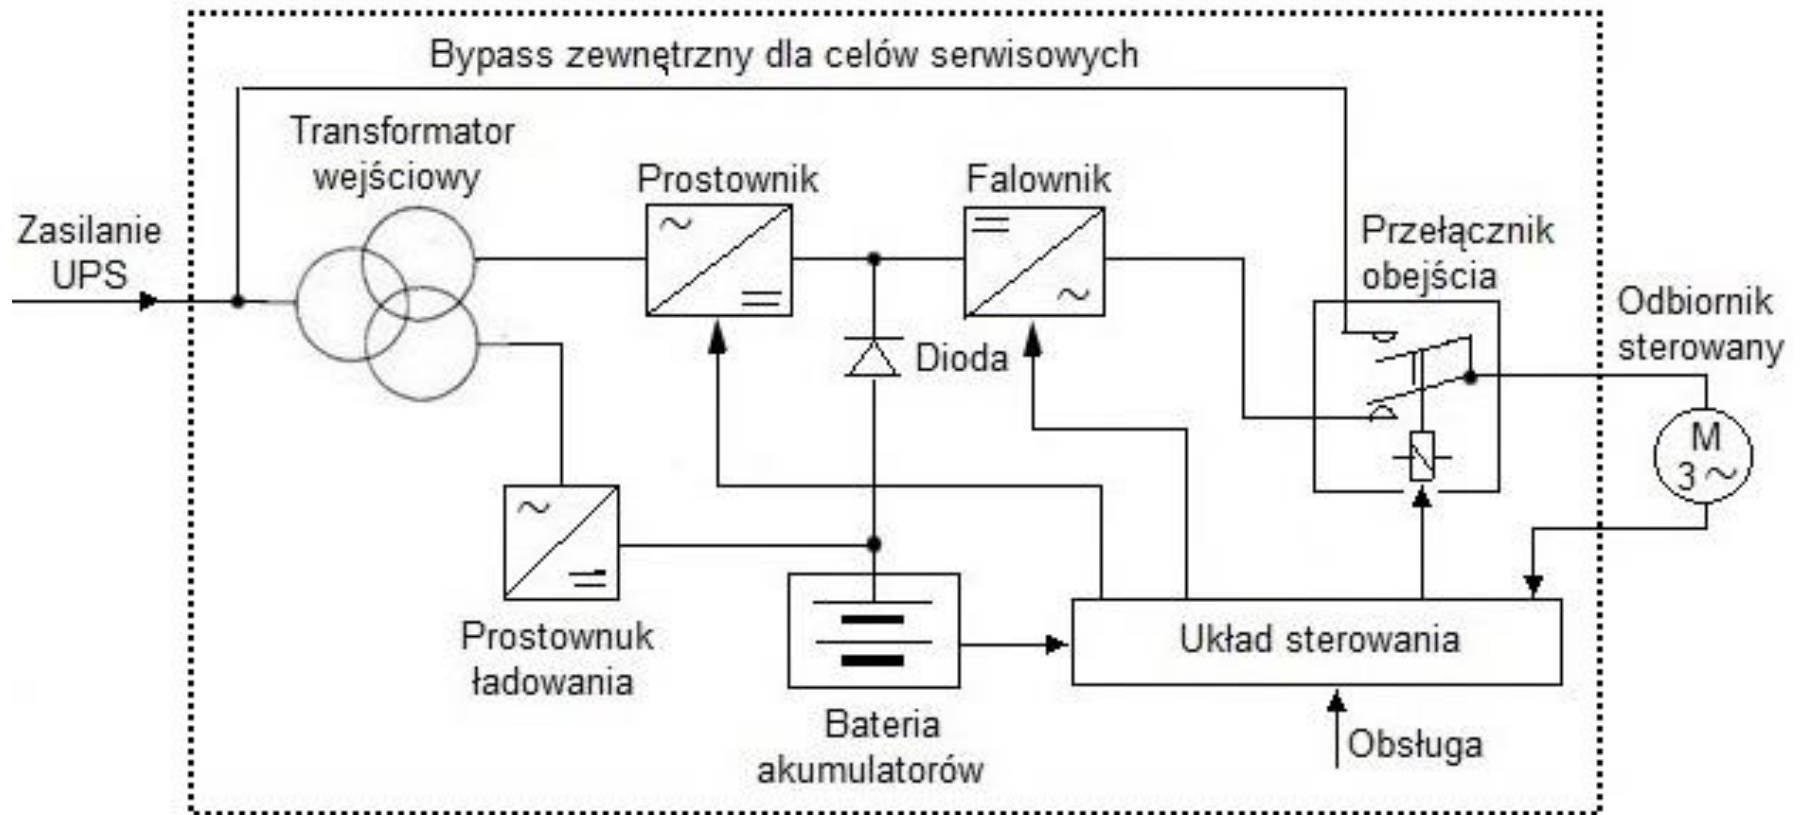 Bypass zewnętrzny dla celów serwisowych
Transformator
wejściowy
Prostownik
Falownik
Zasilanie
UPS
Przełącznik
obejścia
Odbiornik
sterowany
Dioda
M
3~
Prostownuk
ładowania
Układ sterowania
Bateria
akumulatorów
Obsługa